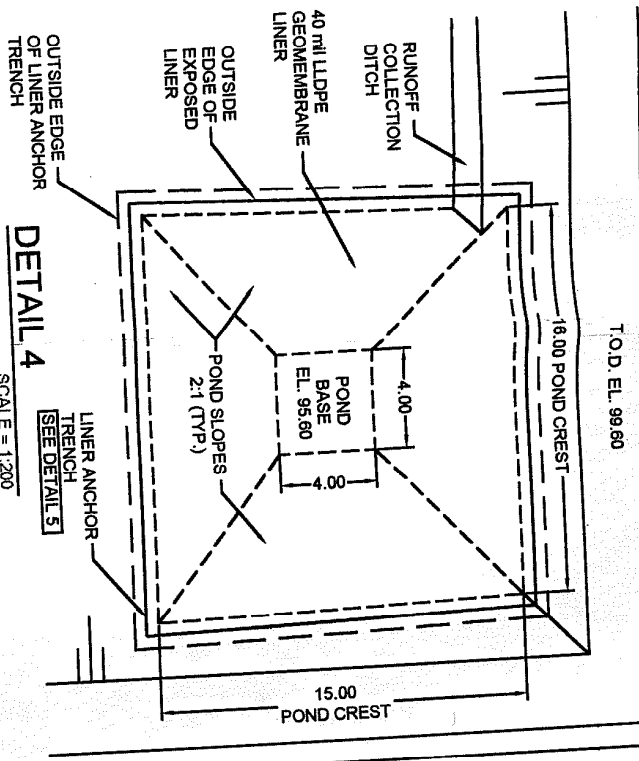 T.O.D. EL. 99.60
RUNOFF
COLLECTION
DITCH
16.00 POND CREST
40 mil LLDPE
GEOMEMBRANE
LINER
4.00
POND
BASE
EL. 95.60
4.00
OUTSIDE
EDGE OF
EXPOSED
LINER
POND SLOPES
2:1 (TYP.)
15.00
POND CREST
OUTSIDE EDGE
OF LINER ANCHOR
TRENCH
LINER ANCHOR
TRENCH
SEE DETAIL 5
DETAIL 4
SCALE = 1:200